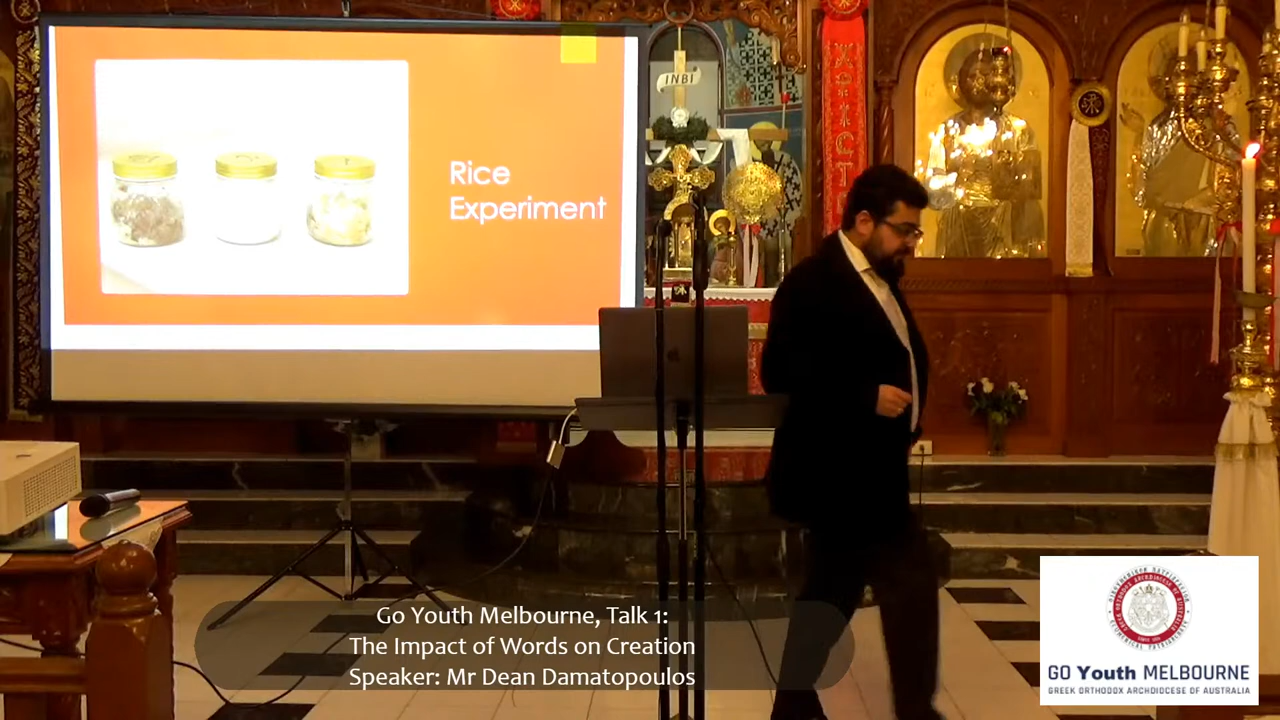 Rice
Experiment
INBI
Go Youth Melbourne, Talk 1:
The Impact of Words on Creation
Speaker: Mr Dean Damatopoulos
GO Youth MELBOURNE
GREEK ORTHODOX ARCHDIOCESE OF AUSTRALIA